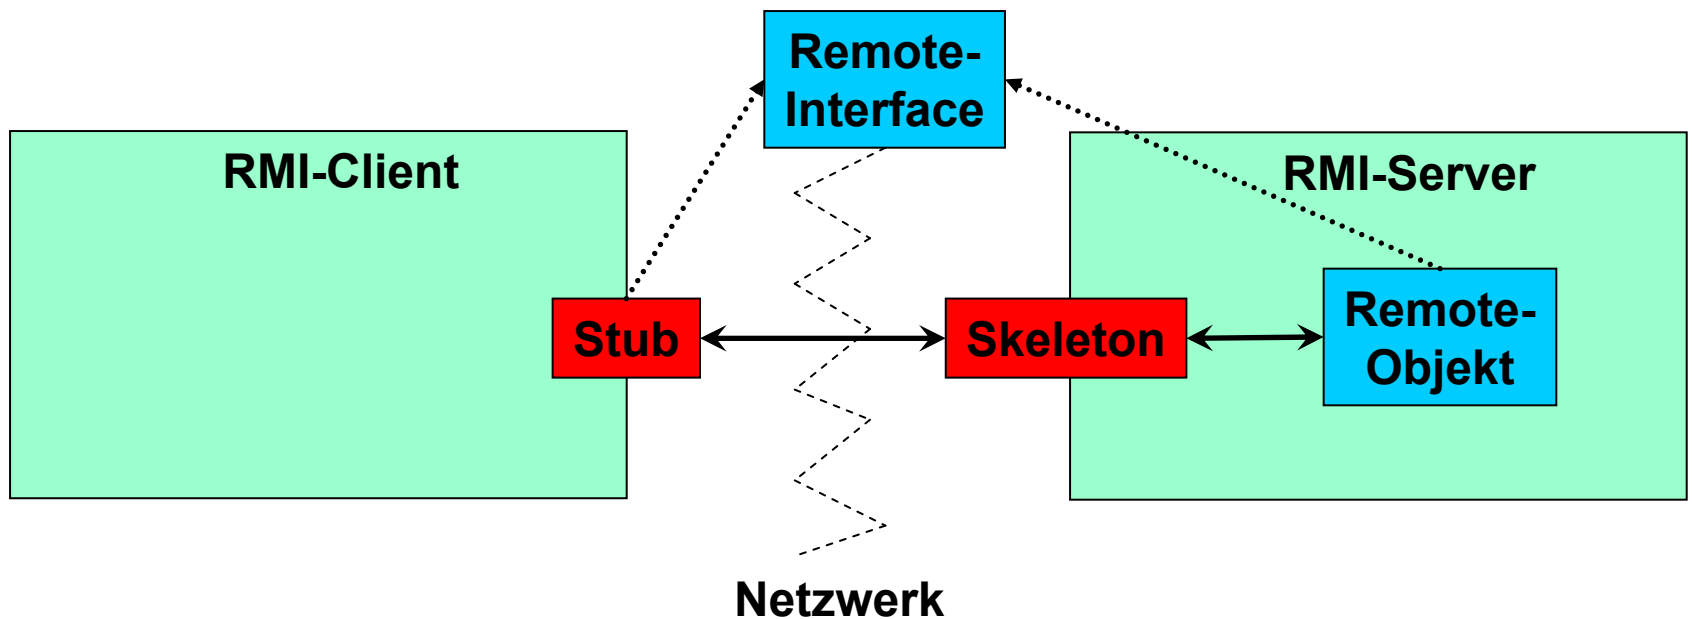 Remote-
Interface
RMI-Client
RMI-Server
Stub
Skeleton
Remote-
Objekt
Netzwerk